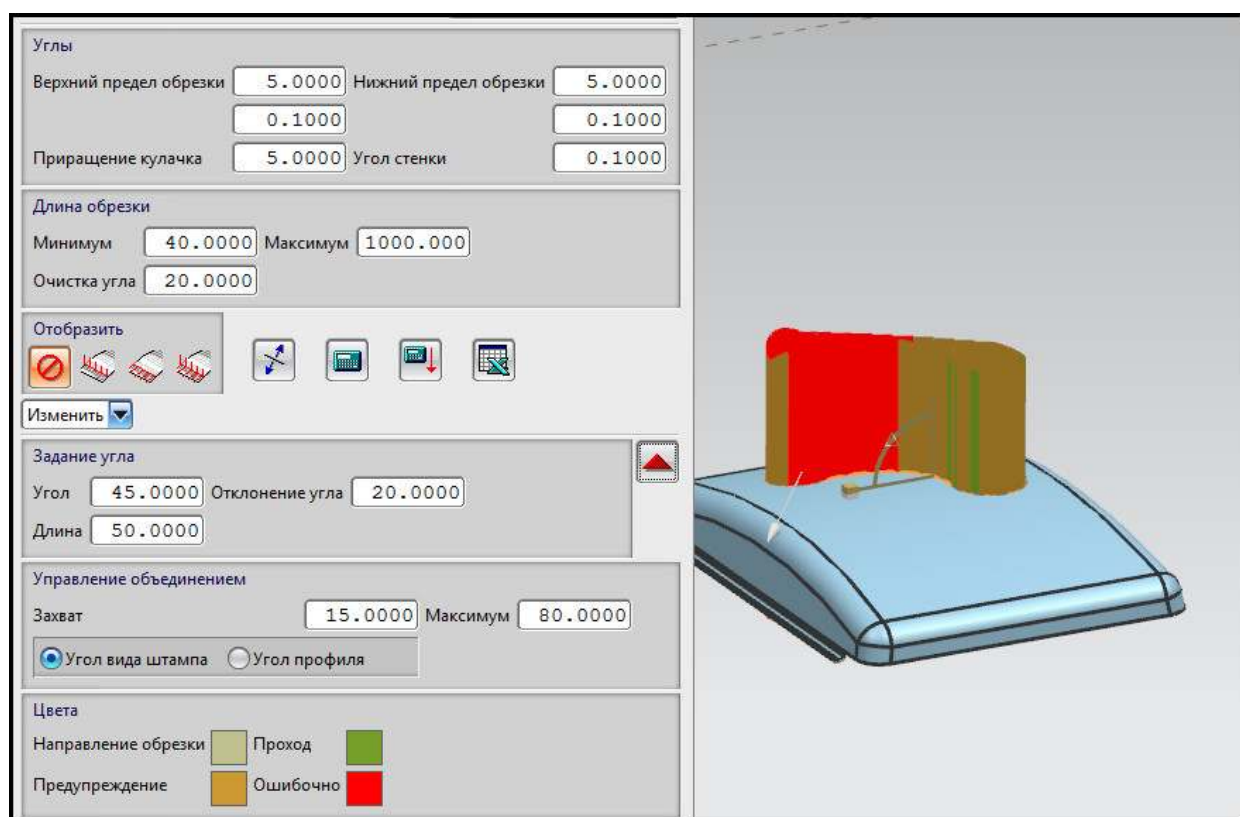 Углы
Верхний предел обрезки 5.0000 Нижний предел обрезки 5.0000
0.1000 0.1000
Приращение кулачка 5.0000 Угол стенки 0.1000
Длина обрезки
Минимум 40.0000 Максимум 1000.000
Очистка угла 20.0000
Отобразить
Изменить
Задание угла
Угол 45.0000 Отклонение угла 20.0000
Длина 50.0000
Управление объединением
Захват 15.0000 Максимум 80.0000
Угол вида штампа Угол профиля
Цвета
Направление обрезки Проход
Предупреждение Ошибочно